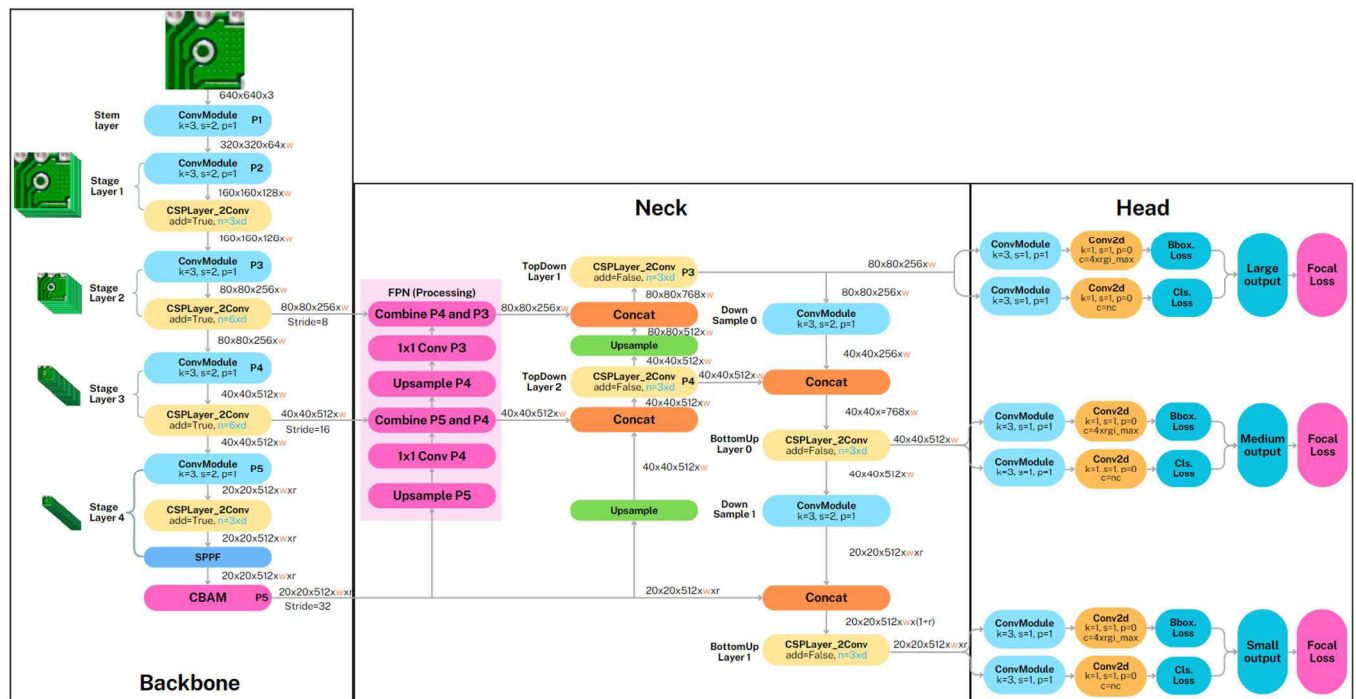 640x640x3
Stem
layer
ConvModule
k=3, s=2, p=1
P1
320x320x64xw
Stage
Layer 1
ConvModule
k=3, s=2, p=1
P2
160x160x128xw
CSPLayer_2Conv
add=True, n=3xd
160x160x128xw
Stage
Layer 2
ConvModule
k=3, s=2, p=1
P3
80x80x256xw
CSPLayer_2Conv
add=True, n=6xd
80x80x256xw
Stride=8
80x80x256xw
Stage
Layer 3
ConvModule
k=3, s=2, p=1
P4
40x40x512xw
CSPLayer_2Conv
add=True, n=6xd
40x40x512xw
Stride=16
40x40x512xw
Stage
Layer 4
ConvModule
k=3, s=2, p=1
P5
20x20x512xwxr
CSPLayer_2Conv
add=True, n=3xd
20x20x512xwxr
SPPF
20x20x512xwxr
CBAM
P5
20x20x512xwxr
Stride=32
Backbone
Neck
FPN (Processing)
Combine P4 and P3
1x1 Conv P3
Upsample P4
Combine P5 and P4
1x1 Conv P4
Upsample P5
80x80x256xw
40x40x512xw
TopDown
Layer 1
CSPLayer_2Conv
add=False, n=3xd
P3
80x80x256xw
80x80x768xw
Concat
80x80x512xw
Upsample
40x40x512xw
TopDown
Layer 2
CSPLayer_2Conv
add=False, n=3xd
P4
40x40x512xw
40x40x512xw
Concat
40x40x512xw
Upsample
20x20x512xwxr
80x80x256xw
Down
Sample 0
ConvModule
k=3, s=2, p=1
40x40x256xw
Concat
40x40x=768xw
BottomUp
Layer 0
CSPLayer_2Conv
add=False, n=3xd
40x40x512xw
40x40x512xw
Down
Sample 1
ConvModule
k=3, s=2, p=1
20x20x512xwxr
Concat
20x20x512xwx(1+r)
BottomUp
Layer 1
CSPLayer_2Conv
add=False, n=3xd
20x20x512xwxr
Head
ConvModule
k=3, s=1, p=1
Conv2d
k=1, s=1, p=0
c=4xrgi_max
Bbox.
Loss
ConvModule
k=3, s=1, p=1
Conv2d
k=1, s=1, p=0
c=nc
Cls.
Loss
Large
output
Focal
Loss
ConvModule
k=3, s=1, p=1
Conv2d
k=1, s=1, p=0
c=4xrgi_max
Bbox.
Loss
ConvModule
k=3, s=1, p=1
Conv2d
k=1, s=1, p=0
c=nc
Cls.
Loss
Medium
output
Focal
Loss
ConvModule
k=3, s=1, p=1
Conv2d
k=1, s=1, p=0
c=4xrgi_max
Bbox.
Loss
ConvModule
k=3, s=1, p=1
Conv2d
k=1, s=1, p=0
c=nc
Cls.
Loss
Small
output
Focal
Loss